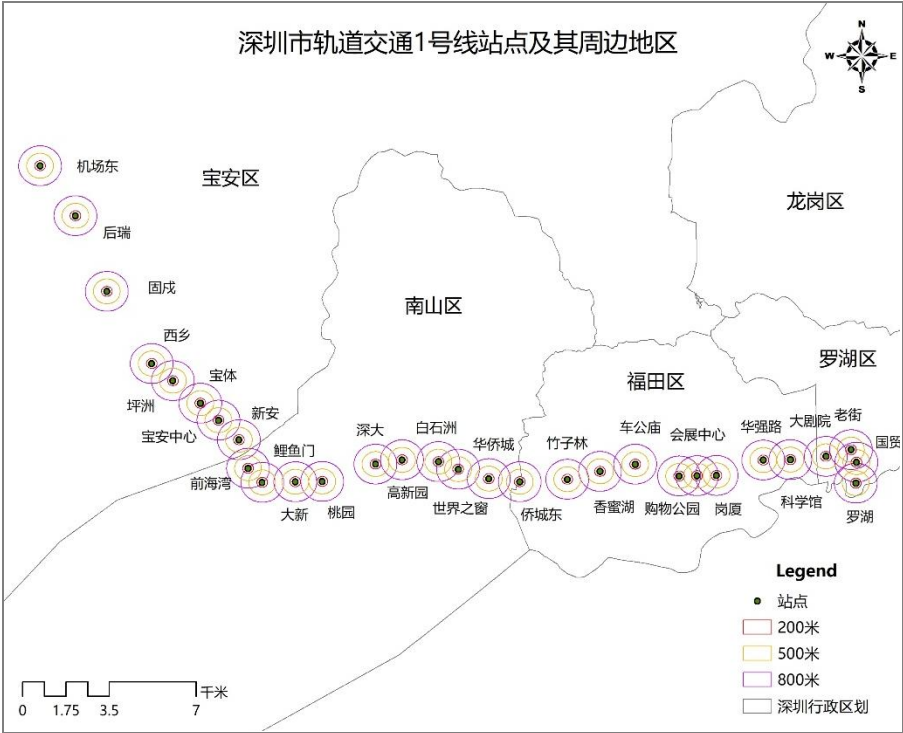 深圳市轨道交通1号线站点及其周边地区
N
W
E
S
机场东
宝安区
后瑞
龙岗区
固戌
南山区
西乡
罗湖区
宝体
福田区
坪洲
新安
宝安中心
深大
白石洲
华侨城
竹子林
车公庙
会展中心
华强路
大剧院
老街
国贸
鲤鱼门
前海湾
高新园
世界之窗
侨城东
香蜜湖
购物公园
岗厦
科学馆
罗湖
大新
桃园
Legend
站点
200米
500米
800米
深圳行政区划
千米
0 1.75 3.5 7